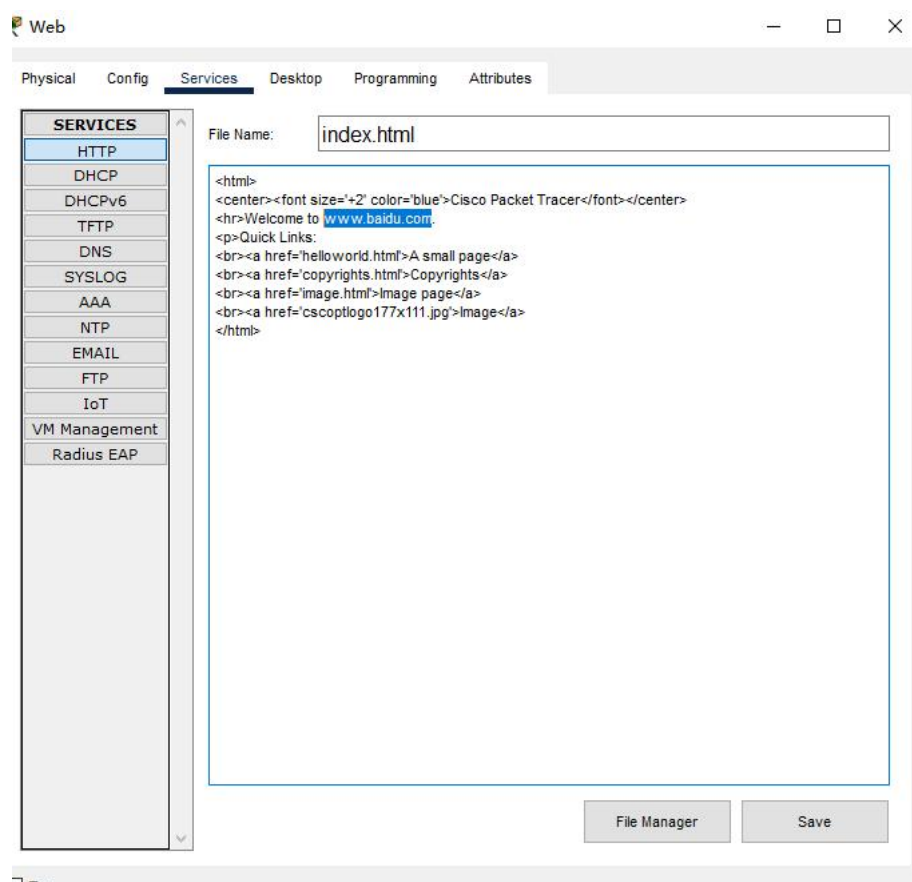 Web
Physical Config Services Desktop Programming Attributes
SERVICES
HTTP
DHCP
DHCPv6
TFTP
DNS
SYSLOG
AAA
NTP
EMAIL
FTP
IoT
VM Management
Radius EAP
File Name: index.html
<html>
<center><font size='+2' color='blue'>Cisco Packet Tracer</font></center>
<hr>Welcome to www.baidu.com.
<p>Quick Links:
<br><a href='helloworld.html'>A small page</a>
<br><a href='copyrights.html'>Copyrights</a>
<br><a href='image.html'>Image page</a>
<br><a href='cscoptlogo177x111.jpg'>Image</a>
</html>
File Manager Save